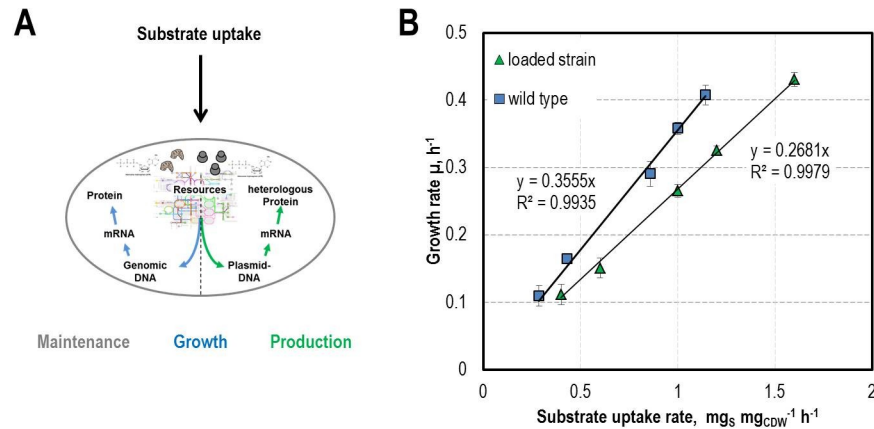 A
Substrate uptake
Resources
Protein
heterologous
Protein
mRNA
mRNA
Genomic
DNA
Plasmid-
DNA
Maintenance
Growth
Production
B
loaded strain
wild type
y = 0.3555x
R² = 0.9935
y = 0.2681x
R² = 0.9979
Growth rate µ, h⁻¹
0.5
0.4
0.3
0.2
0.1
0
0
0.5
1
1.5
2
Substrate uptake rate, mgₛ mg_CDW⁻¹ h⁻¹